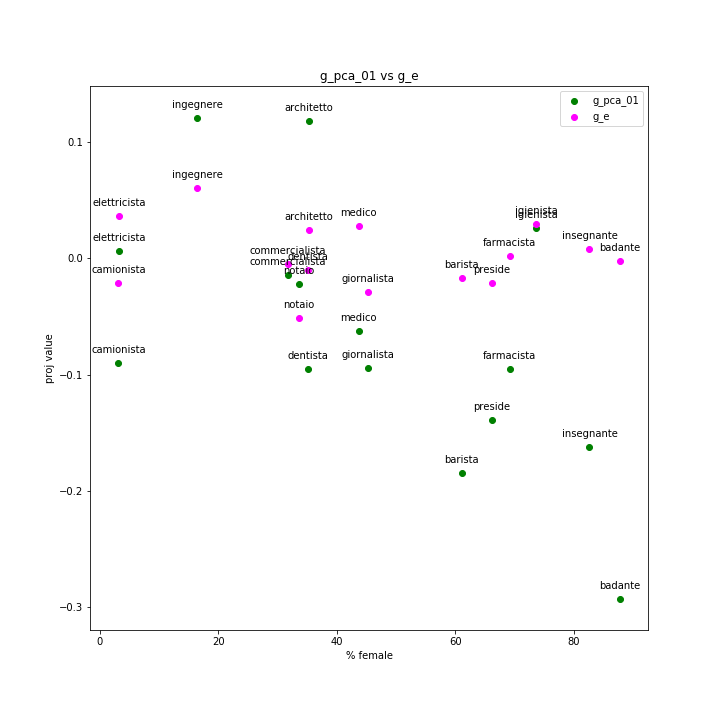 g_pca_01 vs g_e
g_pca_01
g_e
ingegnere
architetto
ingegnere
elettricista
architetto
medico
igienista
igienista
elettricista
commercialista
dentista
commercialista
farmacista
insegnante
badante
camionista
notaio
barista
preside
giornalista
notaio
medico
camionista
dentista
giornalista
farmacista
preside
insegnante
barista
badante
0.1
0.0
−0.1
−0.2
−0.3
proj value
0
20
40
60
80
% female